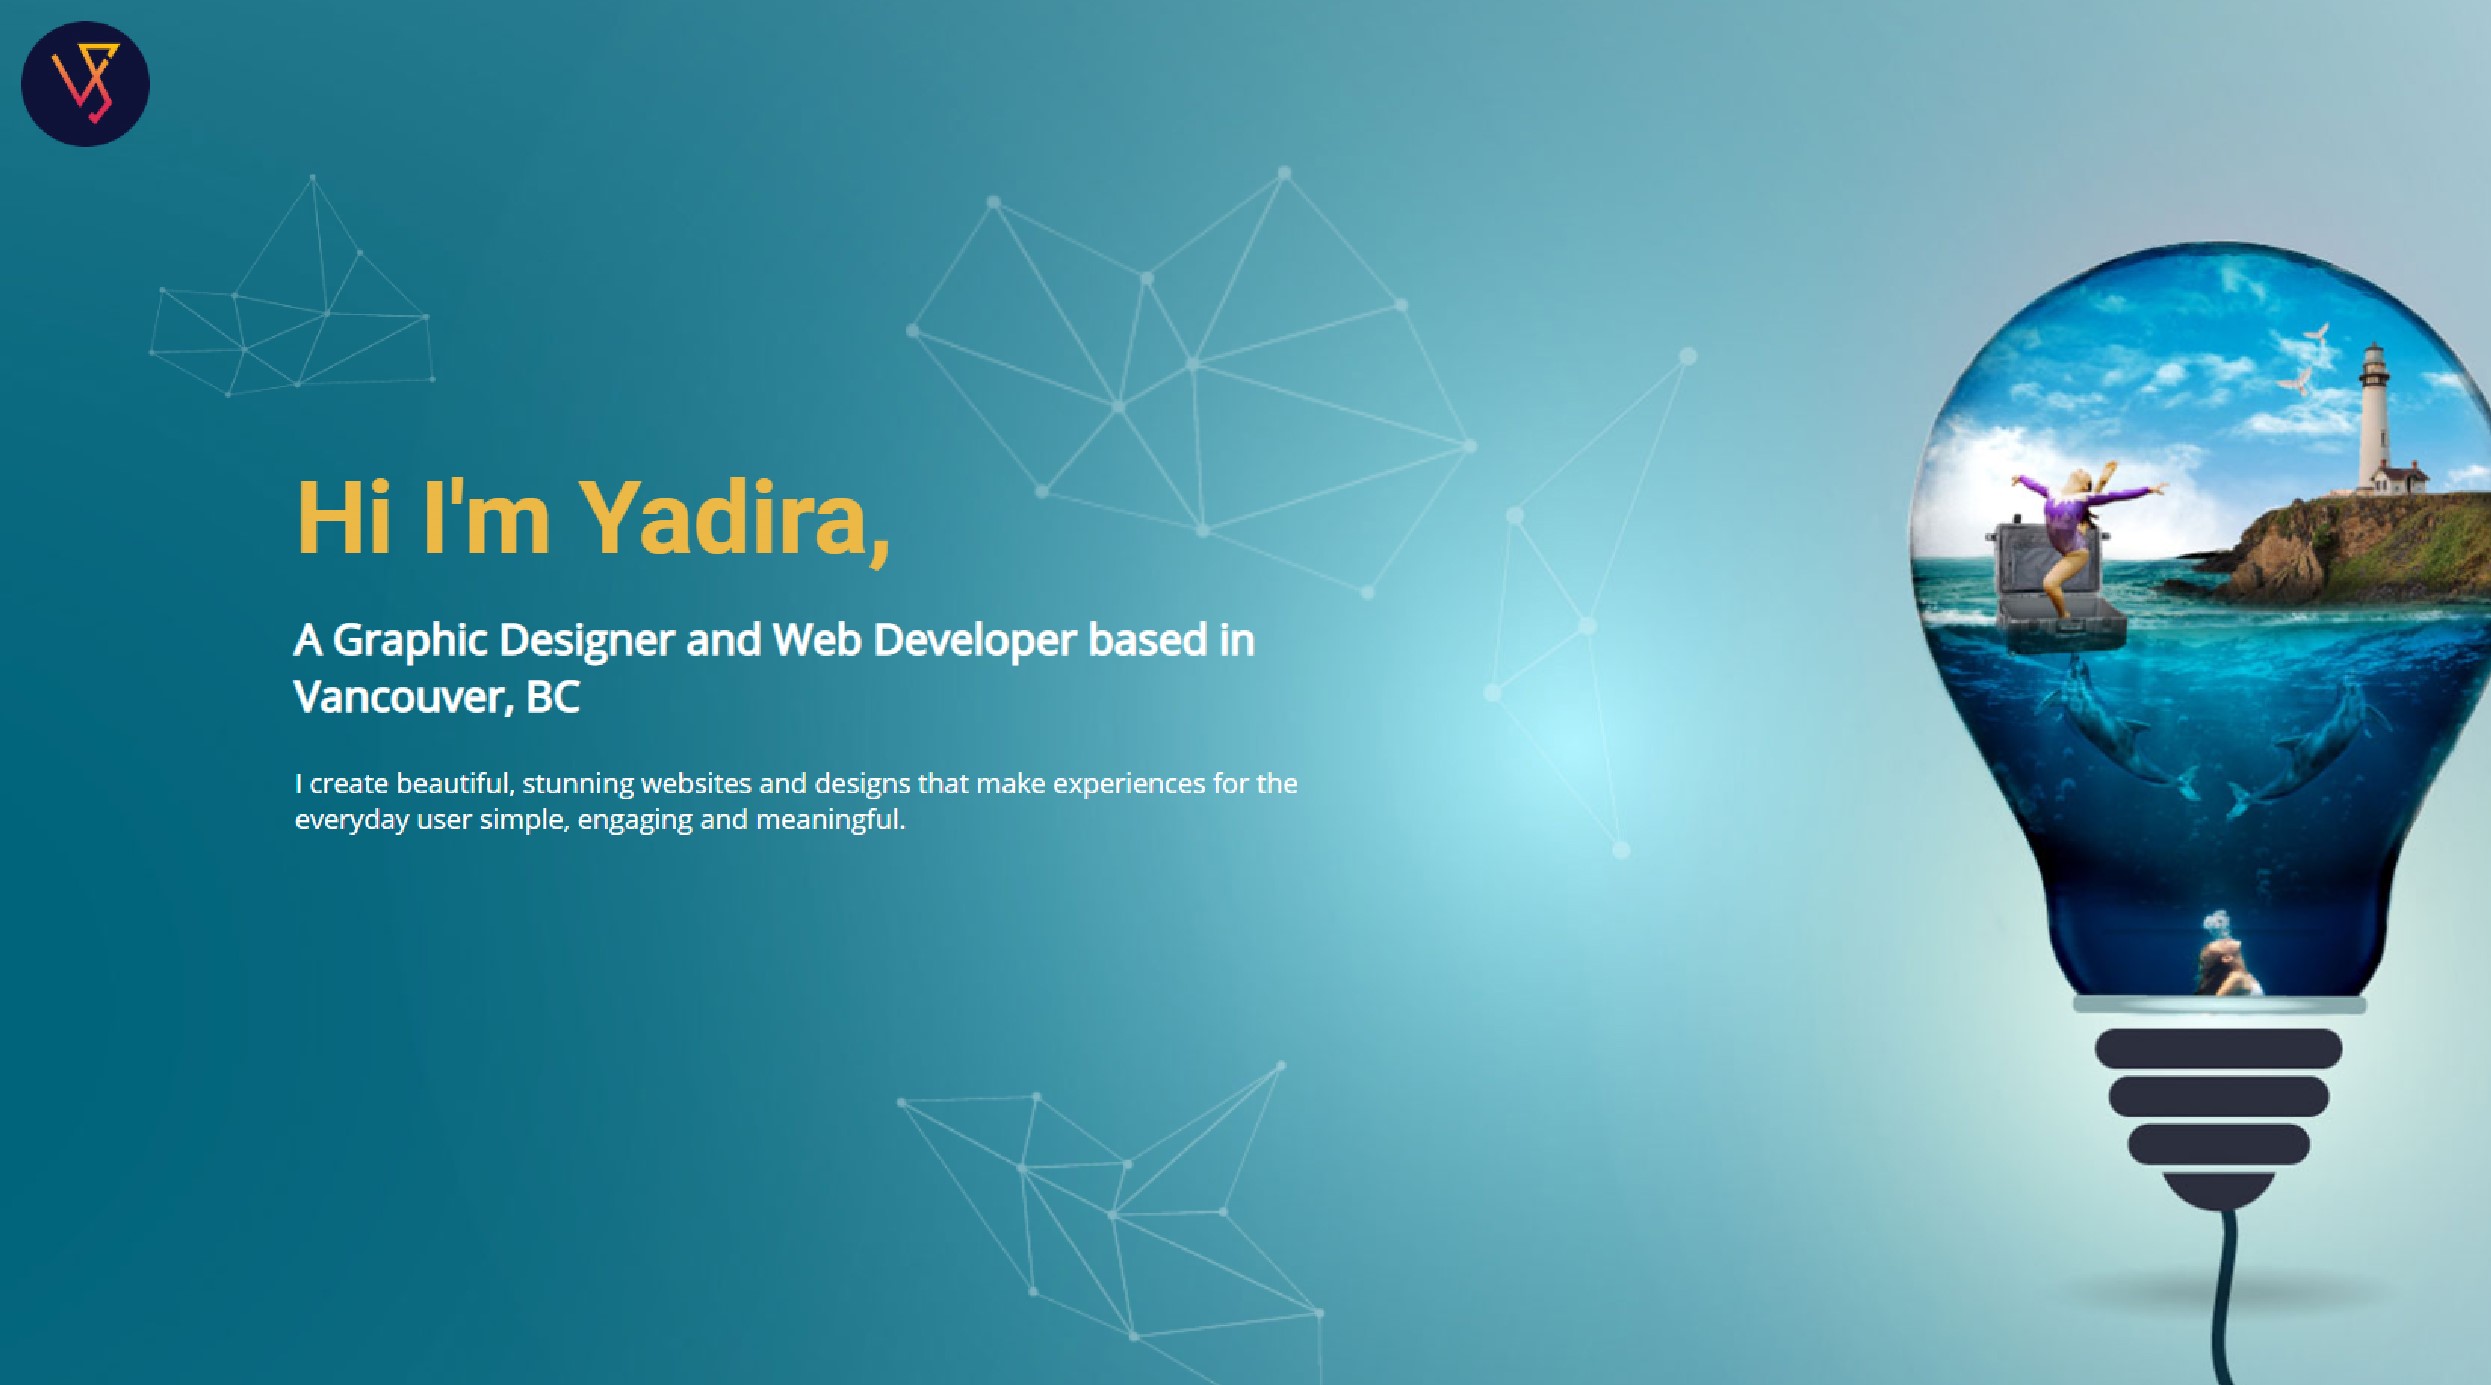 Hi I'm Yadira,
A Graphic Designer and Web Developer based in
Vancouver, BC
I create beautiful, stunning websites and designs that make experiences for the
everyday user simple, engaging and meaningful.